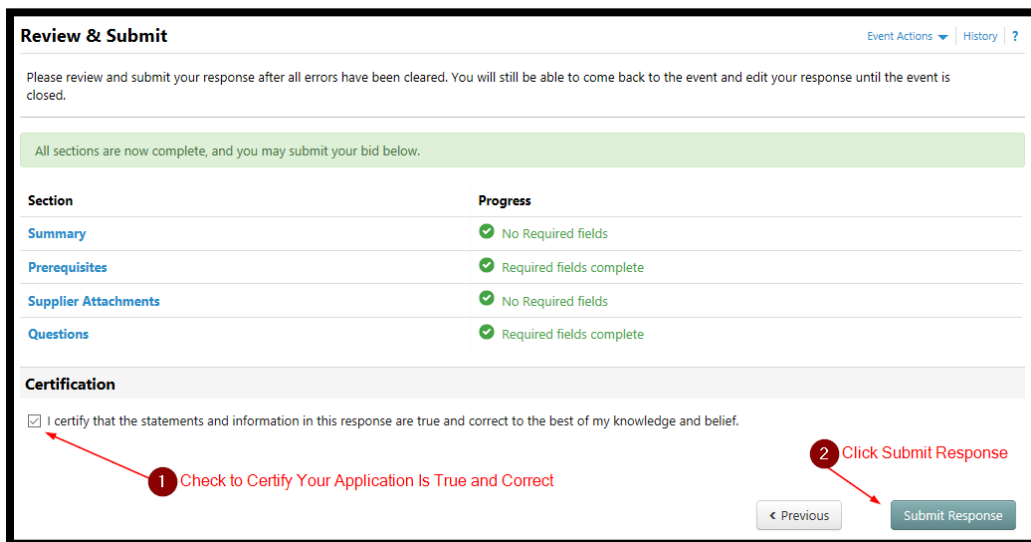 Review & Submit
Event Actions History ?
Please review and submit your response after all errors have been cleared. You will still be able to come back to the event and edit your response until the event is
closed.
All sections are now complete, and you may submit your bid below.
Section Progress
Summary No Required fields
Prerequisites Required fields complete
Supplier Attachments No Required fields
Questions Required fields complete
Certification
I certify that the statements and information in this response are true and correct to the best of my knowledge and belief.
2 Click Submit Response
1 Check to Certify Your Application Is True and Correct
Previous Submit Response